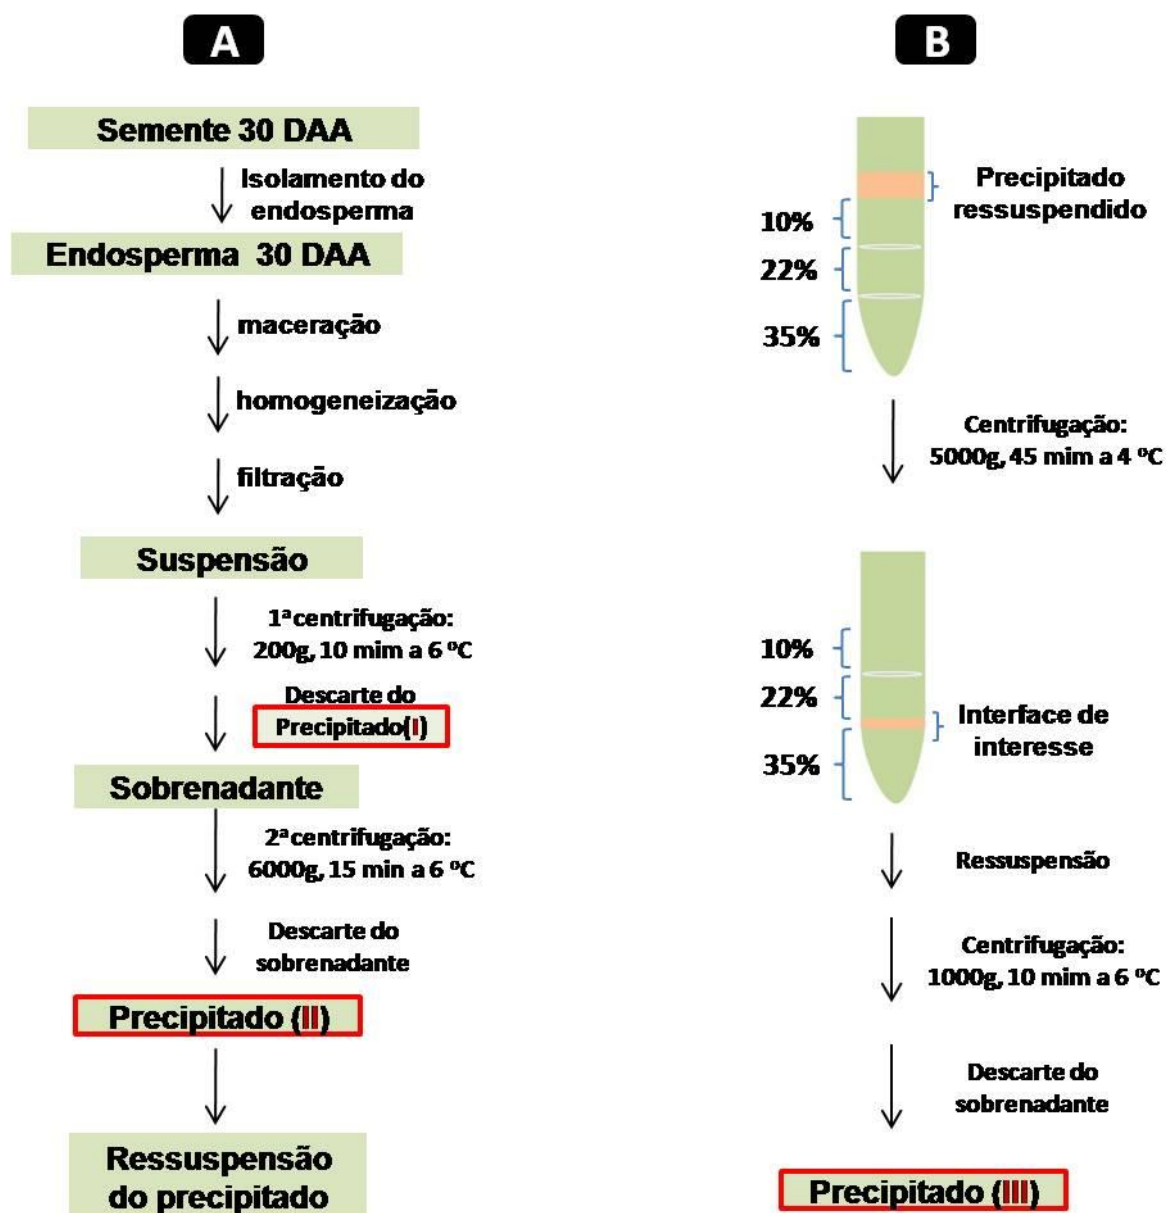 A
Semente 30 DAA
Isolamento do
endosperma
Endosperma 30 DAA
maceração
homogeneização
filtração
Suspensão
1ª centrifugação:
200g, 10 mim a 6 ºC
Descarte do
Precipitado(I)
Sobrenadante
2ª centrifugação:
6000g, 15 min a 6 ºC
Descarte do
sobrenadante
Precipitado (II)
Ressuspensão
do precipitado
B
Precipitado
ressuspendido
10%
22%
35%
Centrifugação:
5000g, 45 mim a 4 ºC
10%
22%
35%
Interface de
interesse
Ressuspensão
Centrifugação:
1000g, 10 mim a 6 ºC
Descarte do
sobrenadante
Precipitado (III)